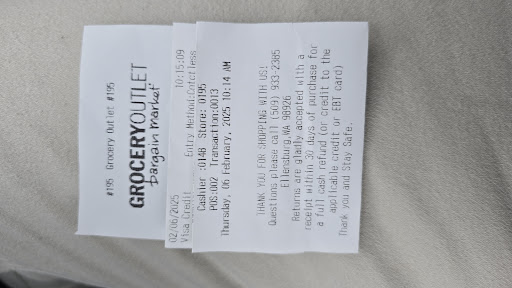 #195 Grocery Outlet #195
GROCERYOUTLET
bargain market
02/06/2025 10:15:09
Visa Credit Entry Method:Cntctless
Cashier :0148 Store: 0195
POS:002 Transaction:0013
Thursday, 06 February, 2025 10:14 AM
THANK YOU FOR SHOPPING WITH US!
Questions please call (509) 933-2385
Ellensburg,WA 98926
Returns are gladly accepted with a
receipt within 30 days of purchase for
a full cash refund (or credit to the
applicable credit or EBT card)
Thank you and Stay Safe.